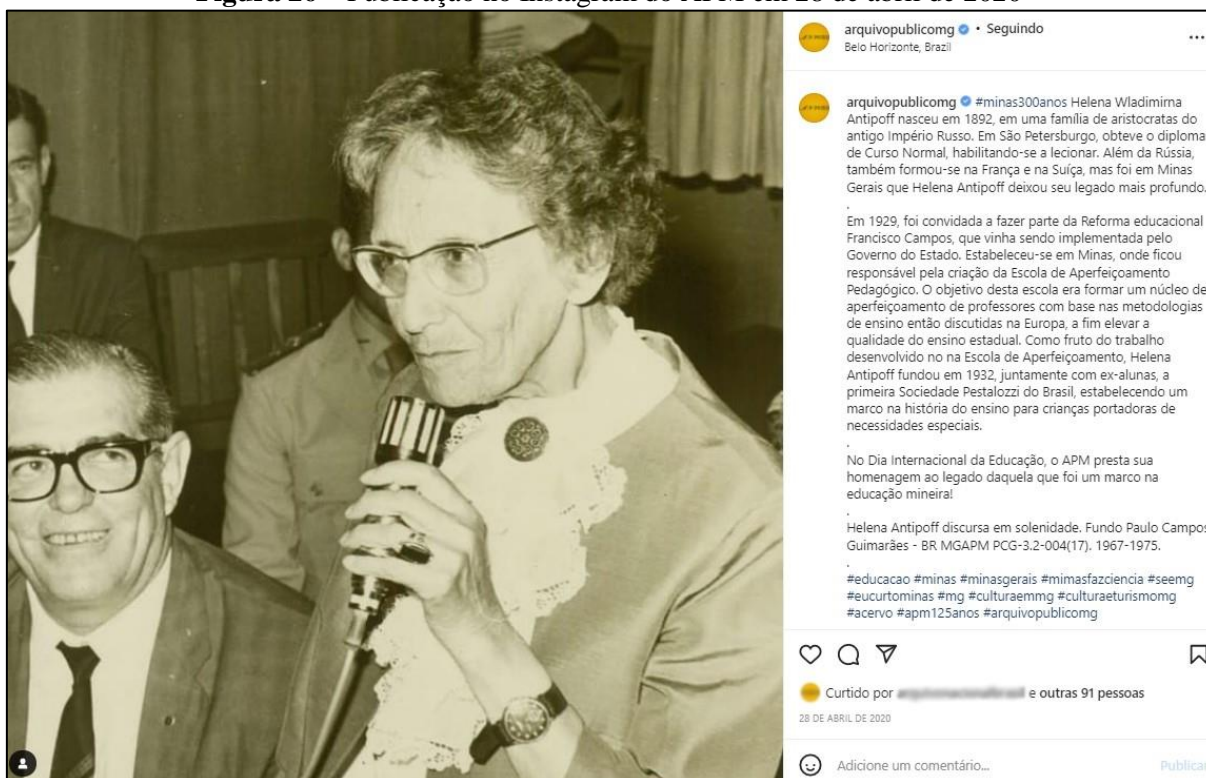 Figura 20 – Publicação no Instagram do APM em 28 de abril de 2020
arquivopublicomg • Seguindo
Belo Horizonte, Brazil
arquivopublicomg #minas300anos Helena Wladimirna
Antipoff nasceu em 1892, em uma família de aristocratas do
antigo Império Russo. Em São Petersburgo, obteve o diploma
de Curso Normal, habilitando-se a lecionar. Além da Rússia,
também formou-se na França e na Suíça, mas foi em Minas
Gerais que Helena Antipoff deixou seu legado mais profundo.
.
Em 1929, foi convidada a fazer parte da Reforma educacional
Francisco Campos, que vinha sendo implementada pelo
Governo do Estado. Estabeleceu-se em Minas, onde ficou
responsável pela criação da Escola de Aperfeiçoamento
Pedagógico. O objetivo desta escola era formar um núcleo de
aperfeiçoamento de professores com base nas metodologias
de ensino então discutidas na Europa, a fim elevar a
qualidade do ensino estadual. Como fruto do trabalho
desenvolvido no na Escola de Aperfeiçoamento, Helena
Antipoff fundou em 1932, juntamente com ex-alunas, a
primeira Sociedade Pestalozzi do Brasil, estabelecendo um
marco na história do ensino para crianças portadoras de
necessidades especiais.
.
No Dia Internacional da Educação, o APM presta sua
homenagem ao legado daquela que foi um marco na
educação mineira!
.
Helena Antipoff discursa em solenidade. Fundo Paulo Campos
Guimarães - BR MGAPM PCG-3.2-004(17). 1967-1975.
.
#educacao #minas #minasgerais #mimasfazciencia #seemg
#eucurtominas #mg #culturaemmg #culturaeturismomg
#acervo #apm125anos #arquivopublicomg
Curtido por e outras 91 pessoas
28 DE ABRIL DE 2020
Adicione um comentário... Publicar